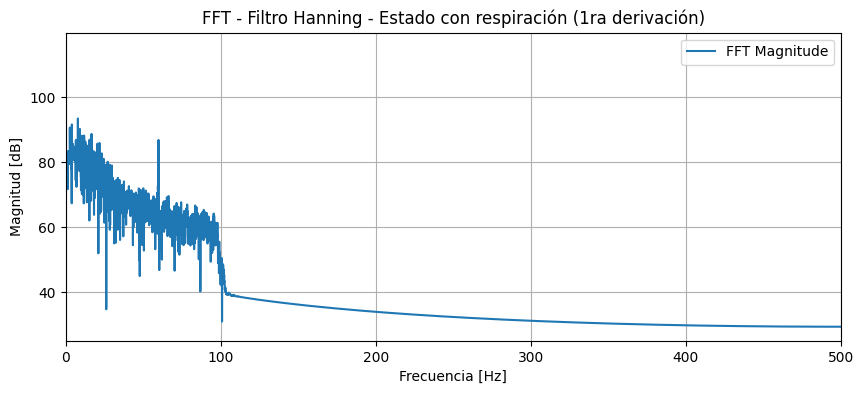 FFT - Filtro Hanning - Estado con respiración (1ra derivación)
FFT Magnitude
Magnitud [dB]
100
80
60
40
0 100 200 300 400 500
Frecuencia [Hz]